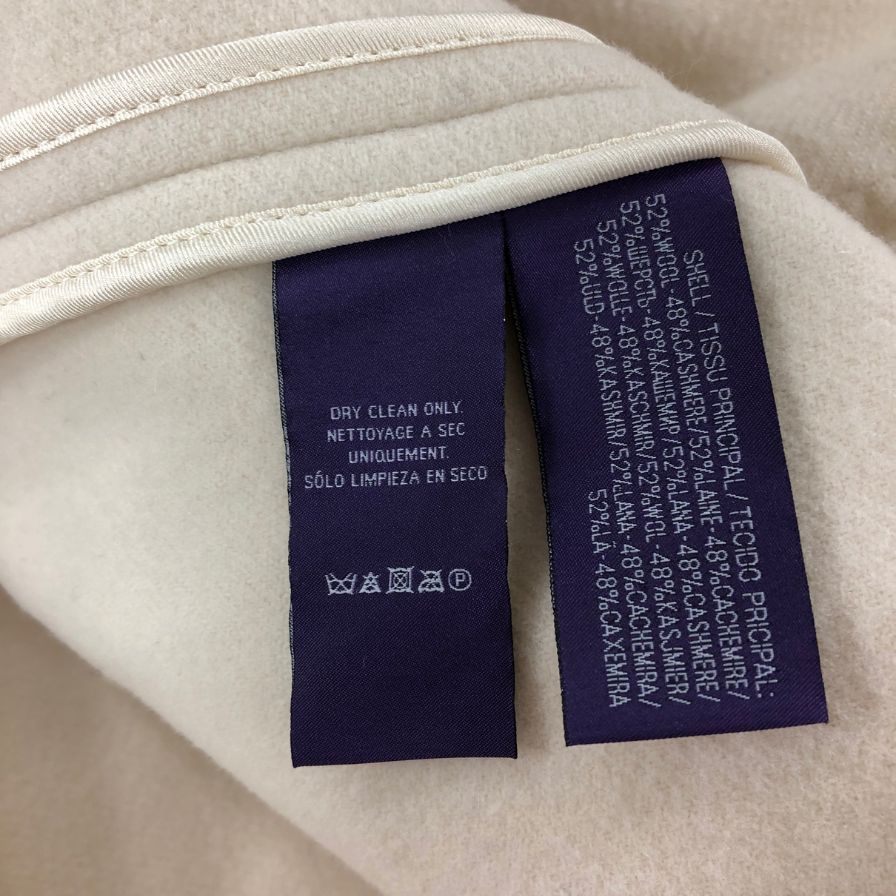 DRY CLEAN ONLY.
NETTOYAGE A SEC
UNIQUEMENT.
SÓLO LIMPIEZA EN SECO
P
SHELL / TISSU PRINCIPAL / TECIDO PRICIPAL:
52%WOOL-48%CASHMERE/52%LAINE-48%CACHEMIRE/
52%ШЕРСТЬ-48%КАШЕМИР/52%LANA-48%CASHMERE/
52%WOLLE-48%KASCHMIR/52%WOL-48%KASJMIER/
52%ULD-48%KASHMIR/52%LANA-48%CACHEMIRA/
52%LÃ-48%CAXEMIRA